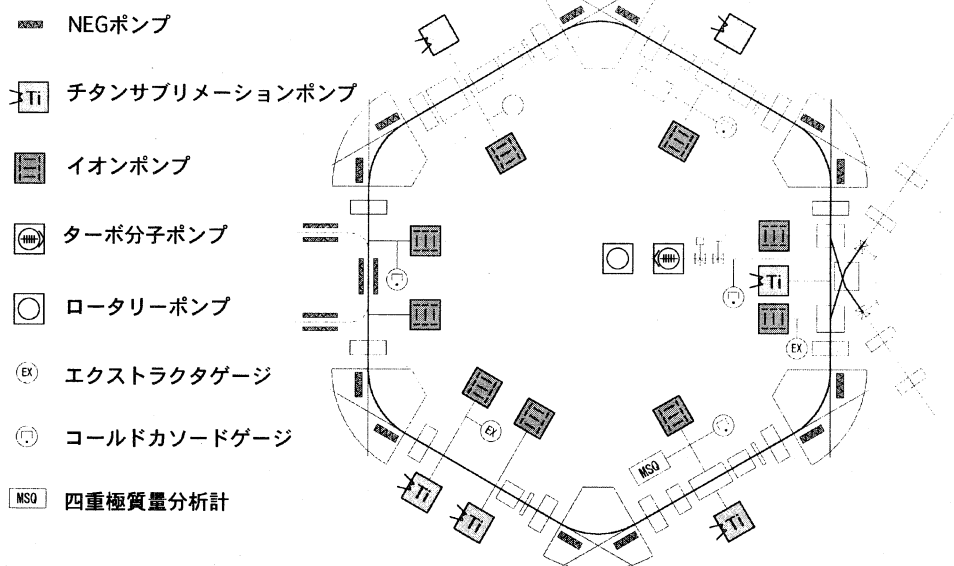 NEGポンプ
Ti チタンサブリメーションポンプ
イオンポンプ
ターボ分子ポンプ
ロータリーポンプ
EX エクストラクタゲージ
コールドカソードゲージ
MSQ 四重極質量分析計
Ti
EX
EX
MSQ
Ti
Ti
Ti